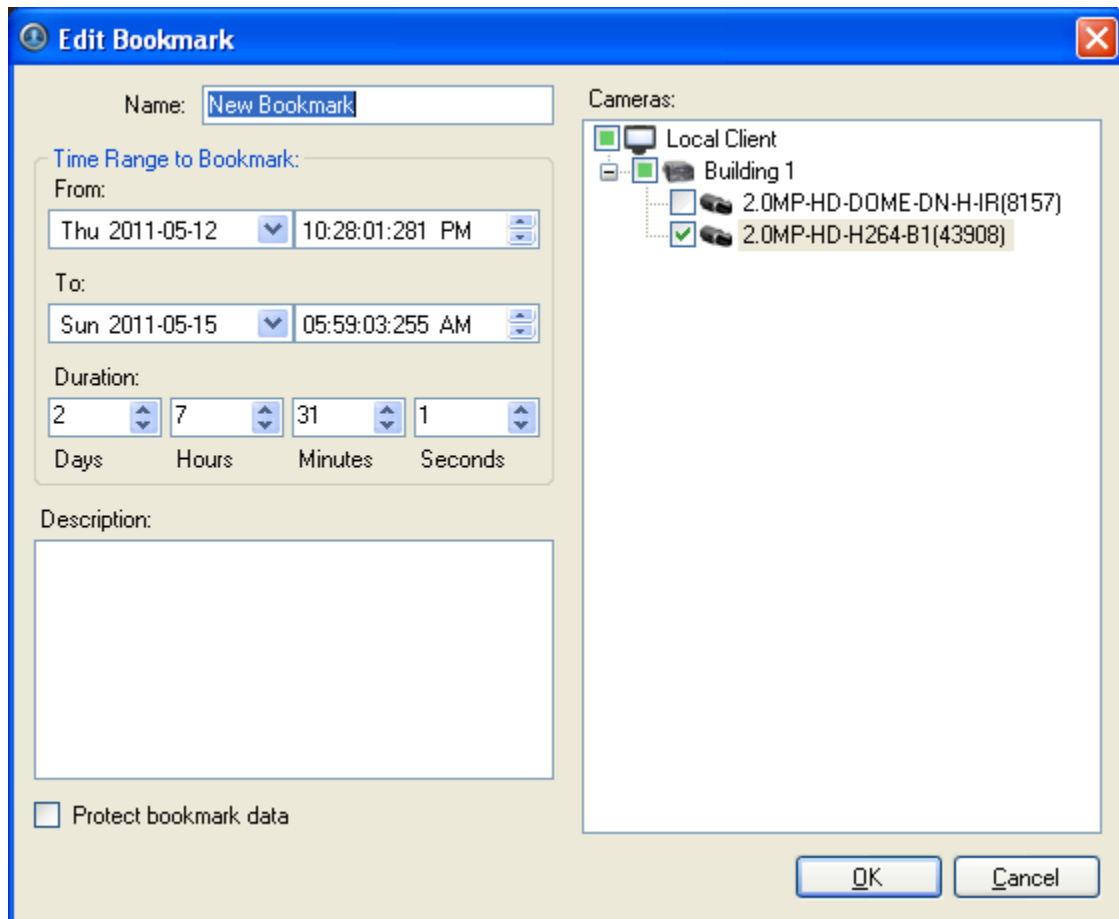 Edit Bookmark
Name: New Bookmark
Time Range to Bookmark:
From:
Thu 2011-05-12 10:28:01:281 PM
To:
Sun 2011-05-15 05:59:03:255 AM
Duration:
2 7 31 1
Days Hours Minutes Seconds
Description:
Protect bookmark data
Cameras:
Local Client
Building 1
2.0MP-HD-DOME-DN-H-IR(8157)
2.0MP-HD-H264-B1(43908)
OK Cancel